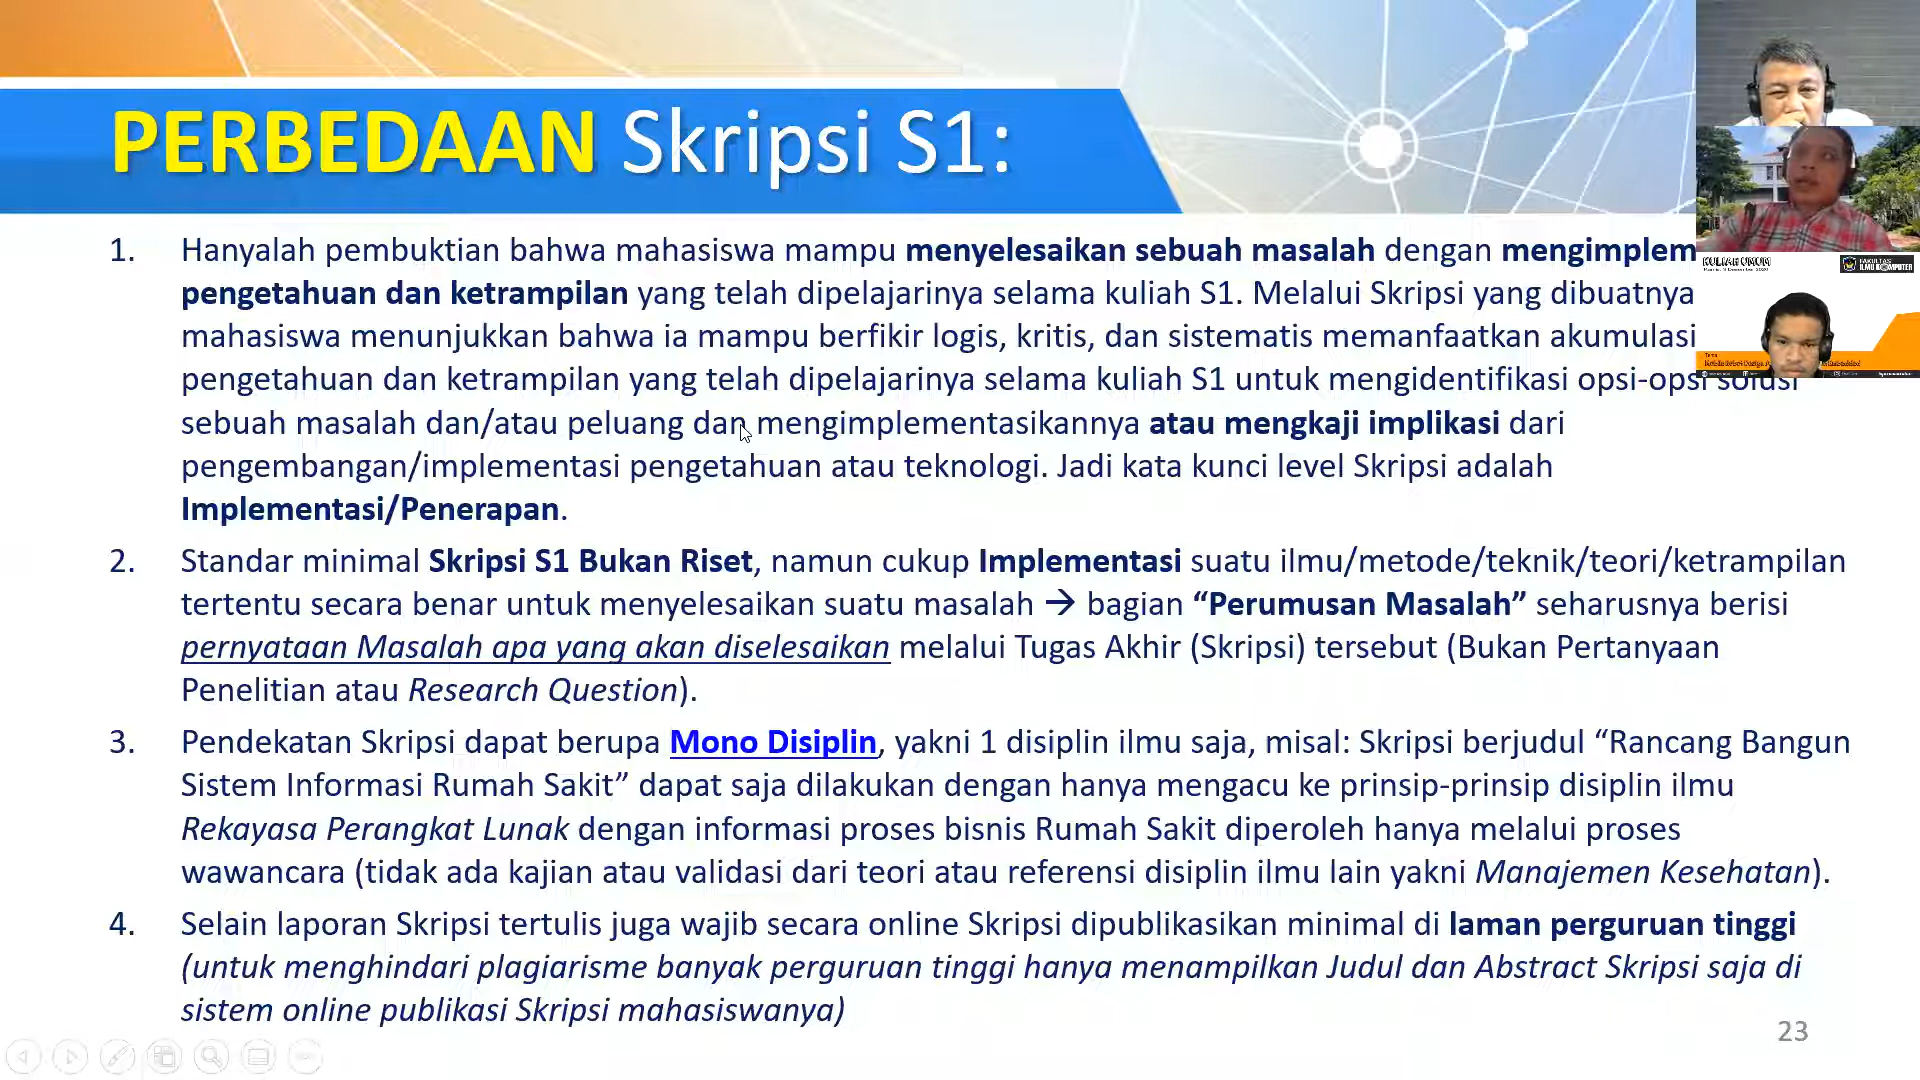 PERBEDAAN Skripsi S1:
1. Hanyalah pembuktian bahwa mahasiswa mampu menyelesaikan sebuah masalah dengan mengimplem
pengetahuan dan ketrampilan yang telah dipelajarinya selama kuliah S1. Melalui Skripsi yang dibuatnya
mahasiswa menunjukkan bahwa ia mampu berfikir logis, kritis, dan sistematis memanfaatkan akumulasi
pengetahuan dan ketrampilan yang telah dipelajarinya selama kuliah S1 untuk mengidentifikasi opsi-opsi solusi
sebuah masalah dan/atau peluang dan mengimplementasikannya atau mengkaji implikasi dari
pengembangan/implementasi pengetahuan atau teknologi. Jadi kata kunci level Skripsi adalah
Implementasi/Penerapan.
2. Standar minimal Skripsi S1 Bukan Riset, namun cukup Implementasi suatu ilmu/metode/teknik/teori/ketrampilan
tertentu secara benar untuk menyelesaikan suatu masalah → bagian “Perumusan Masalah” seharusnya berisi
pernyataan Masalah apa yang akan diselesaikan melalui Tugas Akhir (Skripsi) tersebut (Bukan Pertanyaan
Penelitian atau Research Question).
3. Pendekatan Skripsi dapat berupa Mono Disiplin, yakni 1 disiplin ilmu saja, misal: Skripsi berjudul “Rancang Bangun
Sistem Informasi Rumah Sakit” dapat saja dilakukan dengan hanya mengacu ke prinsip-prinsip disiplin ilmu
Rekayasa Perangkat Lunak dengan informasi proses bisnis Rumah Sakit diperoleh hanya melalui proses
wawancara (tidak ada kajian atau validasi dari teori atau referensi disiplin ilmu lain yakni Manajemen Kesehatan).
4. Selain laporan Skripsi tertulis juga wajib secara online Skripsi dipublikasikan minimal di laman perguruan tinggi
(untuk menghindari plagiarisme banyak perguruan tinggi hanya menampilkan Judul dan Abstract Skripsi saja di
sistem online publikasi Skripsi mahasiswanya)
23
KULIAH UMUM
FAKULTAS
ILMU KOMPUTER